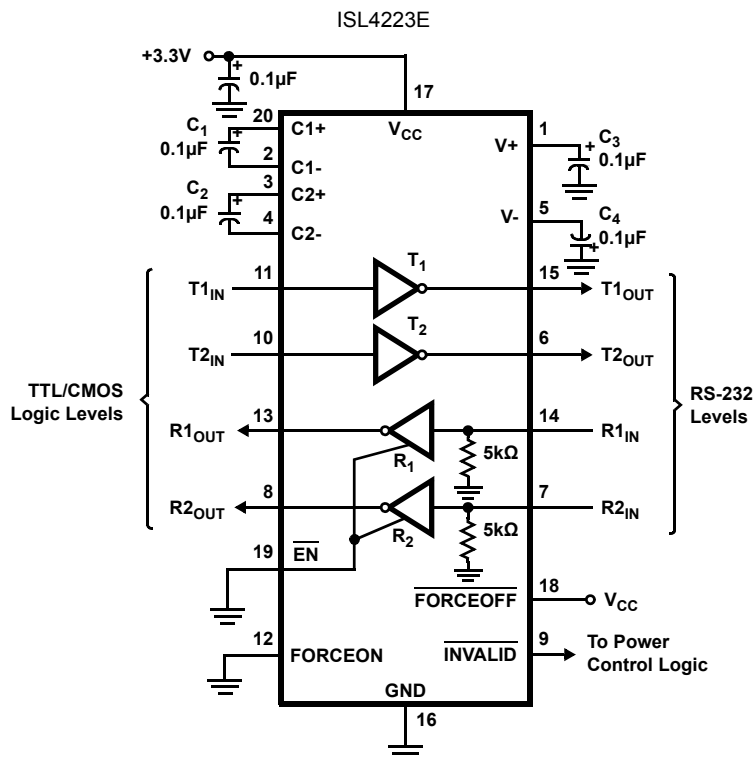 ISL4223E
+3.3V
+
0.1µF
17
VCC
20
C1+
C1
0.1µF
+
2
C1-
3
C2+
C2
0.1µF
+
4
C2-
1
V+
+
C3
0.1µF
5
V-
C4
0.1µF
+
T1
T1IN
11
15
T1OUT
T2
T2IN
10
6
T2OUT
TTL/CMOS
Logic Levels
RS-232
Levels
R1OUT
13
14
R1IN
R1
5kΩ
R2OUT
8
7
R2IN
R2
5kΩ
19
EN
FORCEOFF
18
VCC
12
FORCEON
INVALID
9
To Power
Control Logic
GND
16